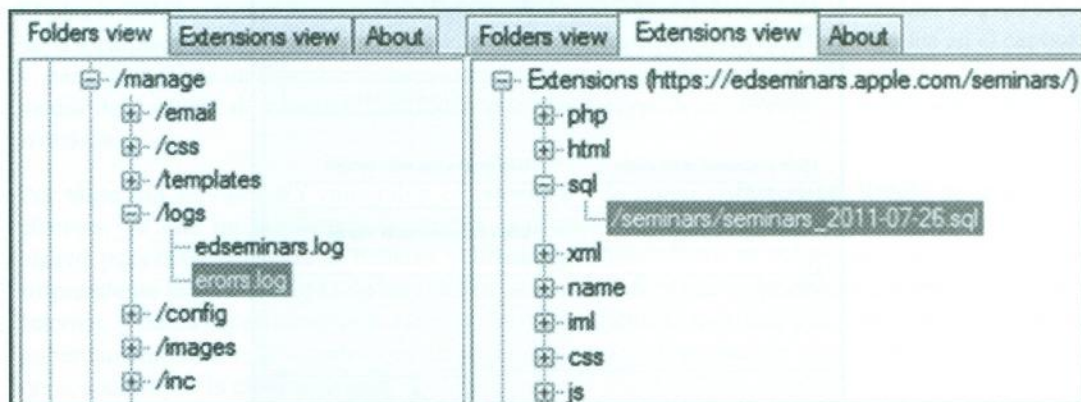 Folders view Extensions view About
/manage
/email
/css
/templates
/logs
edseminars.log
erorrs.log
/config
/images
/inc
Folders view Extensions view About
Extensions (https://edseminars.apple.com/seminars/)
php
html
sql
/seminars/seminars_2011-07-26.sql
xml
name
iml
css
js